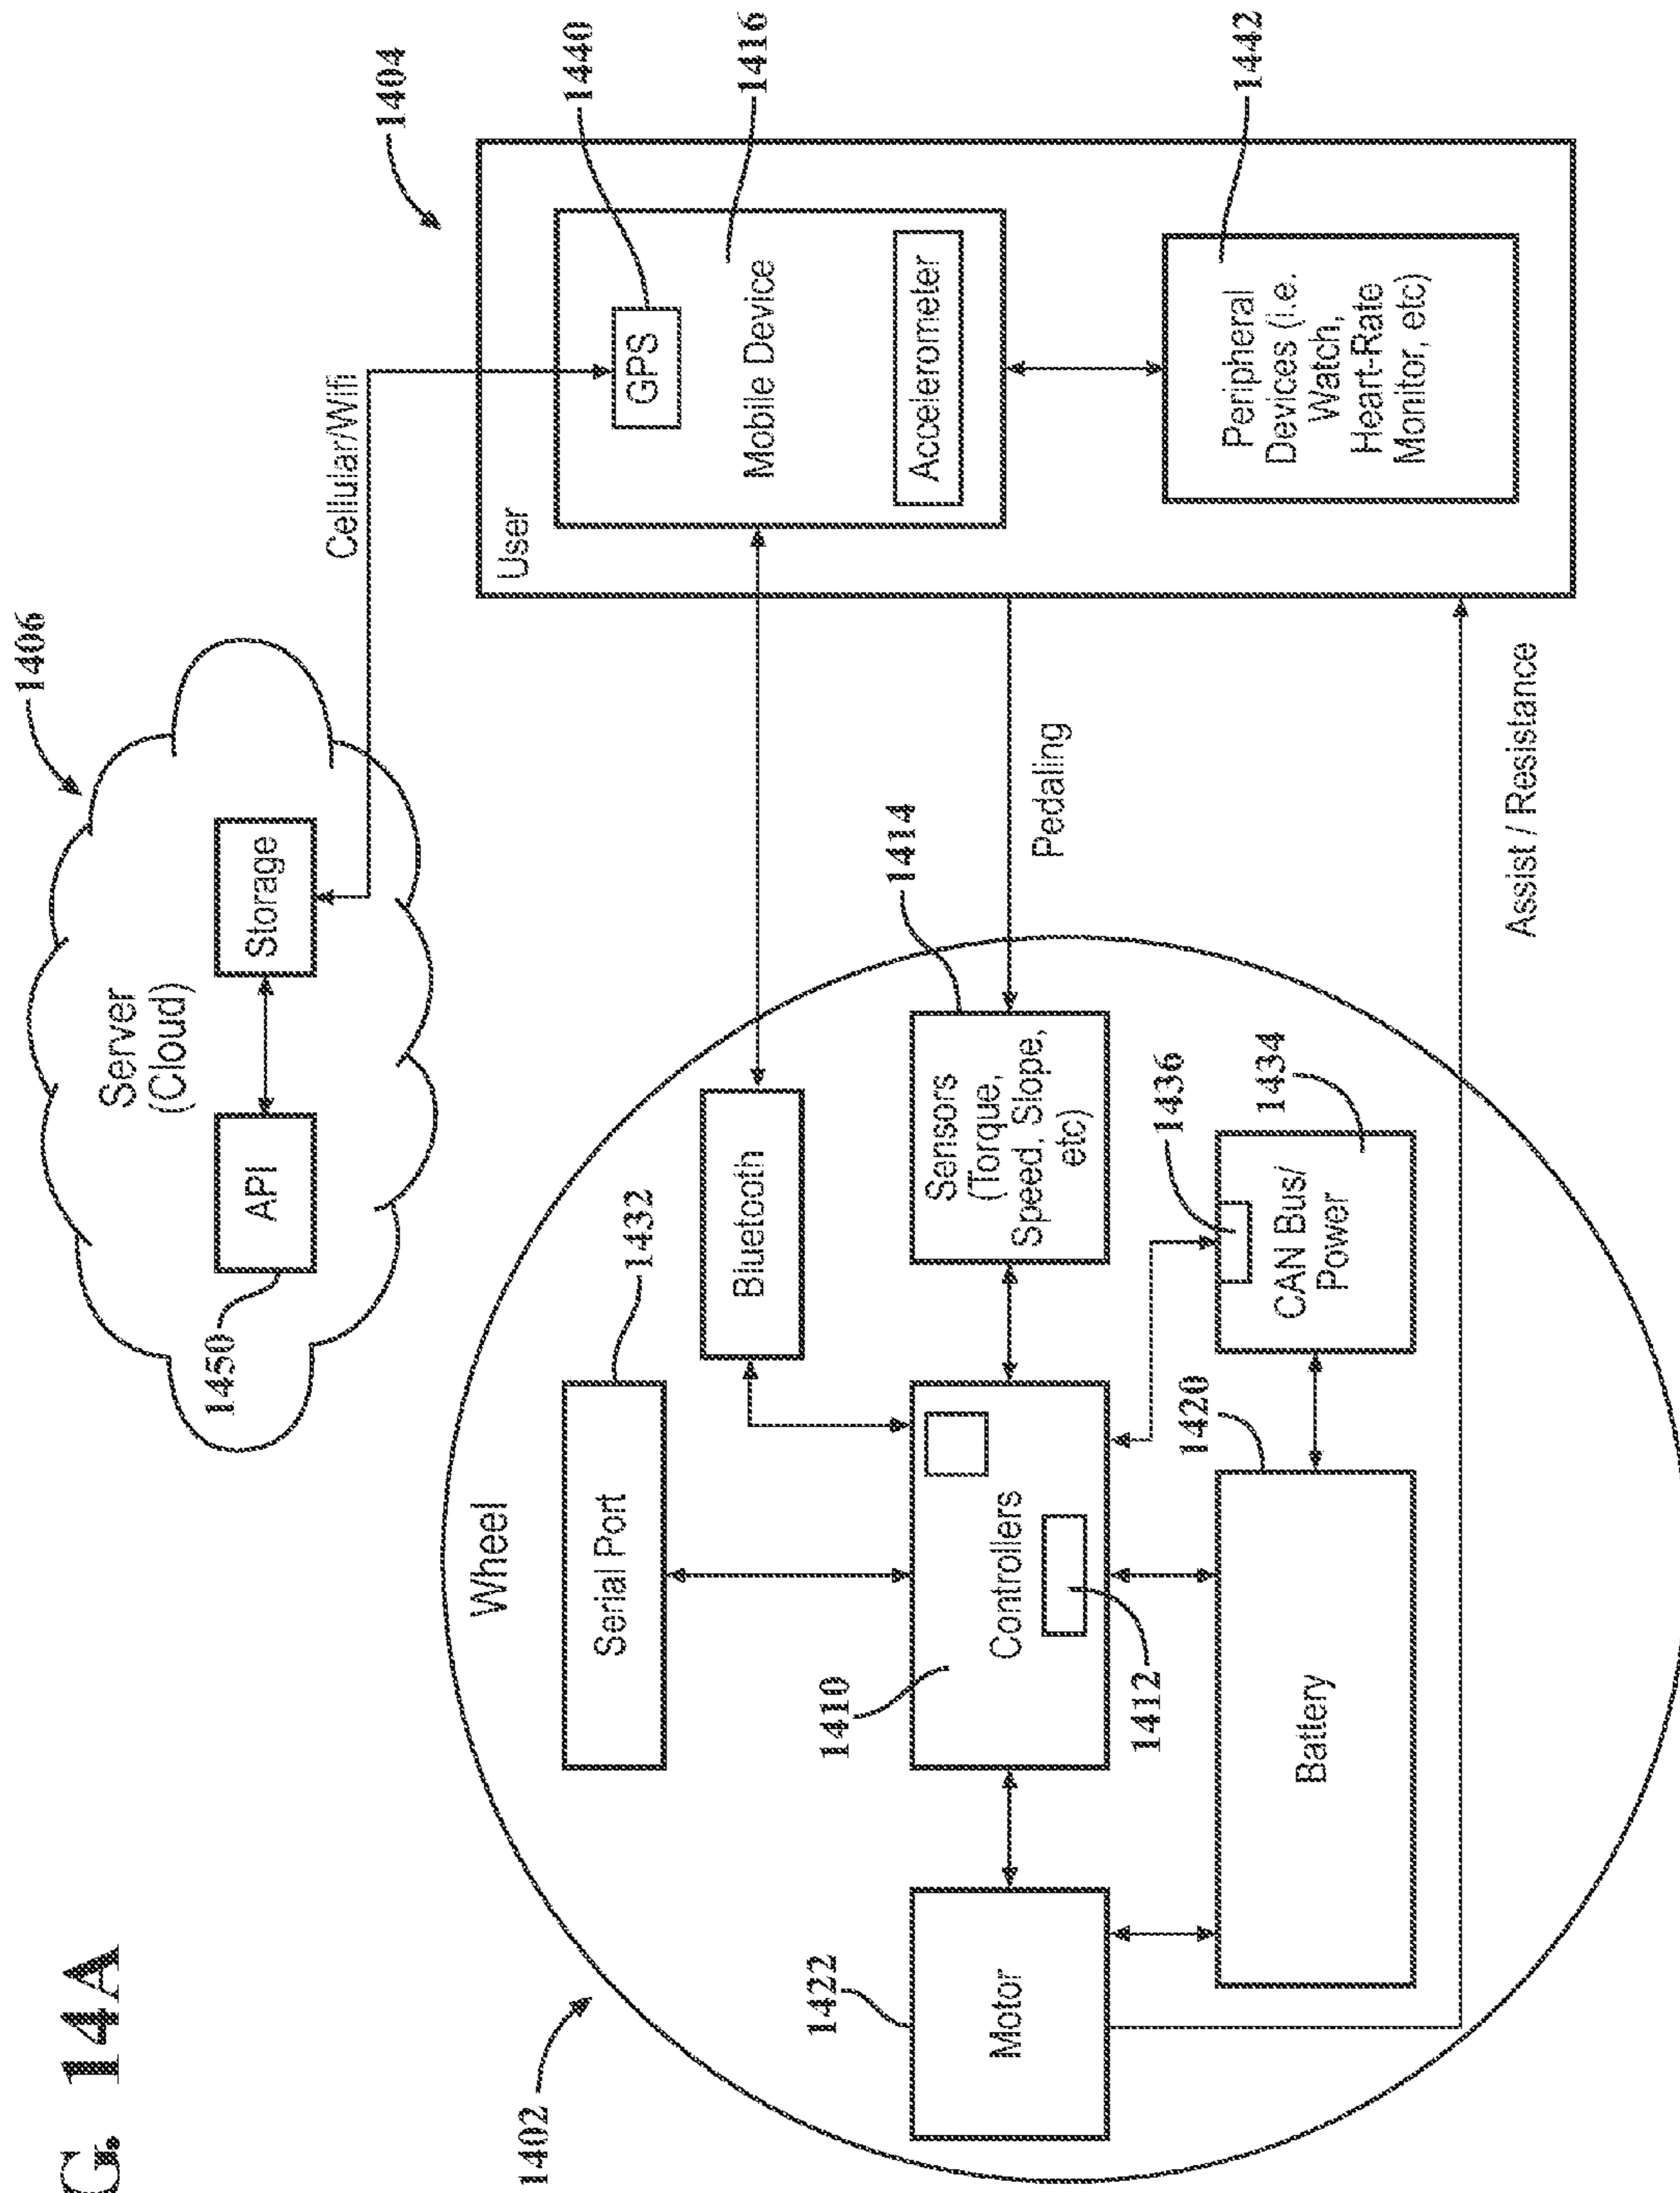 G. 14A
1406
Server
(Cloud)
API
Storage
1450
Cellular/Wifi
1404
User
GPS
1440
Mobile Device
1416
Accelerometer
Peripheral
Devices (i.e.
Watch,
Heart-Rate
Monitor, etc)
1442
1402
Wheel
Serial Port
1432
Bluetooth
1422
Motor
1410
Controllers
1412
1414
Sensors
(Torque,
Speed, Slope,
etc)
Pedaling
1436
1434
CAN Bus/
Power
1420
Battery
Assist / Resistance